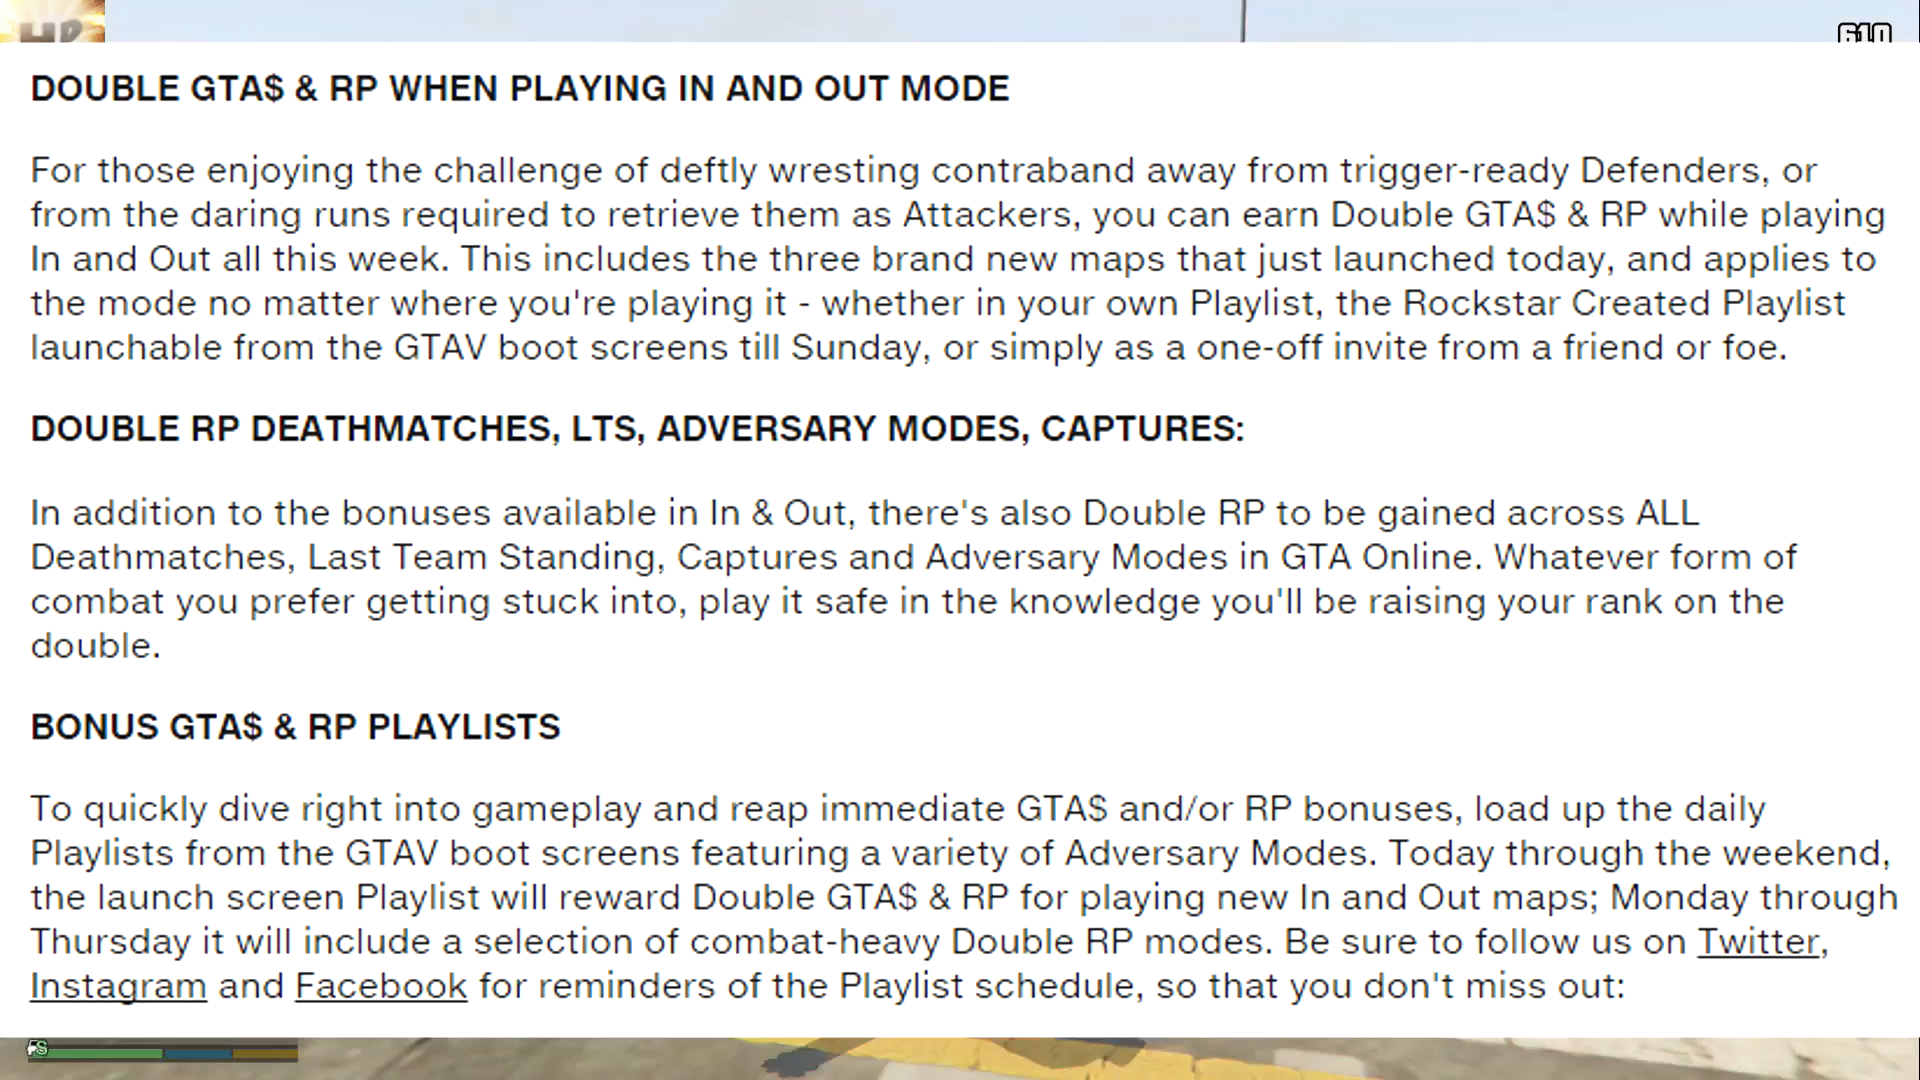 610
DOUBLE GTA$ & RP WHEN PLAYING IN AND OUT MODE
For those enjoying the challenge of deftly wresting contraband away from trigger-ready Defenders, or
from the daring runs required to retrieve them as Attackers, you can earn Double GTA$ & RP while playing
In and Out all this week. This includes the three brand new maps that just launched today, and applies to
the mode no matter where you're playing it - whether in your own Playlist, the Rockstar Created Playlist
launchable from the GTAV boot screens till Sunday, or simply as a one-off invite from a friend or foe.
DOUBLE RP DEATHMATCHES, LTS, ADVERSARY MODES, CAPTURES:
In addition to the bonuses available in In & Out, there's also Double RP to be gained across ALL
Deathmatches, Last Team Standing, Captures and Adversary Modes in GTA Online. Whatever form of
combat you prefer getting stuck into, play it safe in the knowledge you'll be raising your rank on the
double.
BONUS GTA$ & RP PLAYLISTS
To quickly dive right into gameplay and reap immediate GTA$ and/or RP bonuses, load up the daily
Playlists from the GTAV boot screens featuring a variety of Adversary Modes. Today through the weekend,
the launch screen Playlist will reward Double GTA$ & RP for playing new In and Out maps; Monday through
Thursday it will include a selection of combat-heavy Double RP modes. Be sure to follow us on Twitter,
Instagram and Facebook for reminders of the Playlist schedule, so that you don't miss out: